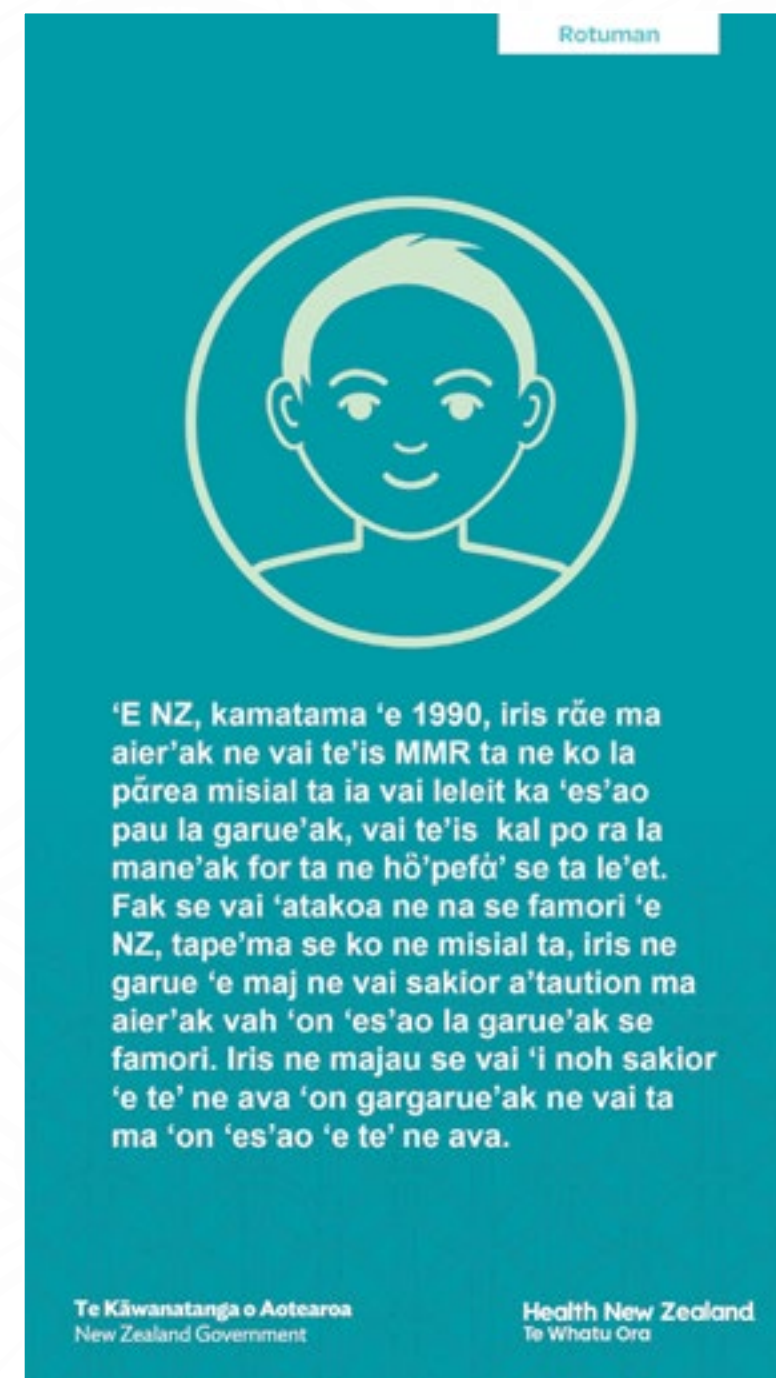 Rotuman
‘E NZ, kamatama ‘e 1990, iris rᾰe ma
aier’ak ne vai te’is MMR ta ne ko la
pᾰrea misial ta ia vai leleit ka ‘es’ao
pau la garue’ak, vai te’is  kal po ra la
mane’ak for ta ne hȏ’pefα̇’ se ta le’et.
Fak se vai ‘atakoa ne na se famori ‘e
NZ, tape’ma se ko ne misial ta, iris ne
garue ‘e maj ne vai sakior a’taution ma
aier’ak vah ‘on ‘es’ao la garue’ak se
famori. Iris ne majau se vai ‘i noh sakior
‘e te’ ne ava ‘on gargarue’ak ne vai ta
ma ‘on ‘es’ao ‘e te’ ne ava.
Te Kāwanatanga o Aotearoa
New Zealand Government
Health New Zealand
Te Whatu Ora